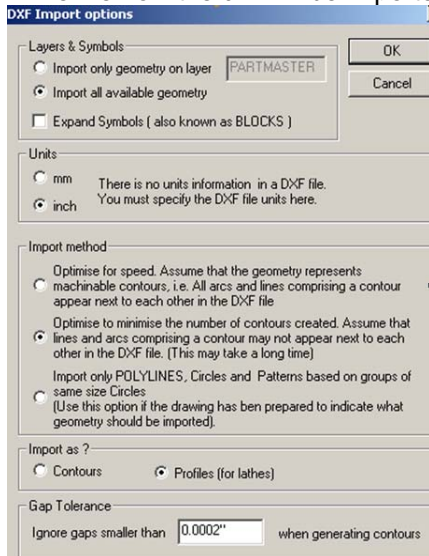 DXF Import options
Layers & Symbols
Import only geometry on layer PARTMASTER
Import all available geometry
Expand Symbols ( also known as BLOCKS )
OK
Cancel
Units
mm
inch
There is no units information in a DXF file.
You must specify the DXF file units here.
Import method
Optimise for speed. Assume that the geometry represents
machinable contours, i.e. All arcs and lines comprising a contour
appear next to each other in the DXF file
Optimise to minimise the number of contours created. Assume that
lines and arcs comprising a contour may not appear next to each
other in the DXF file. (This may take a long time)
Import only POLYLINES, Circles and Patterns based on groups of
same size Circles
(Use this option if the drawing has ben prepared to indicate what
geometry should be imported).
Import as ?
Contours Profiles (for lathes)
Gap Tolerance
Ignore gaps smaller than 0.0002" when generating contours